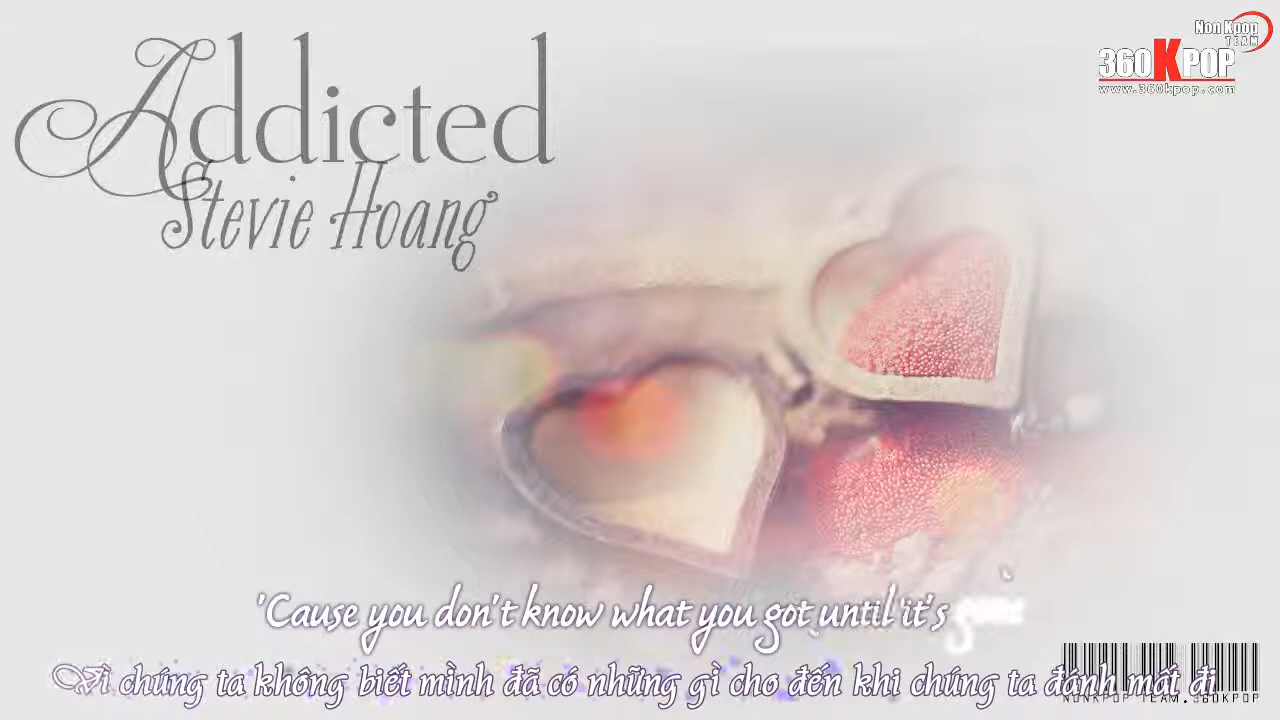 Addicted
Stevie Hoang
Non Kpop
TEAM
360KPOP
www.360kpop.com
'Cause you don't know what you got until it's gone
Vì chúng ta không biết mình đã có những gì cho đến khi chúng ta đánh mất đi
NONKPOP TEAM.360KPOP